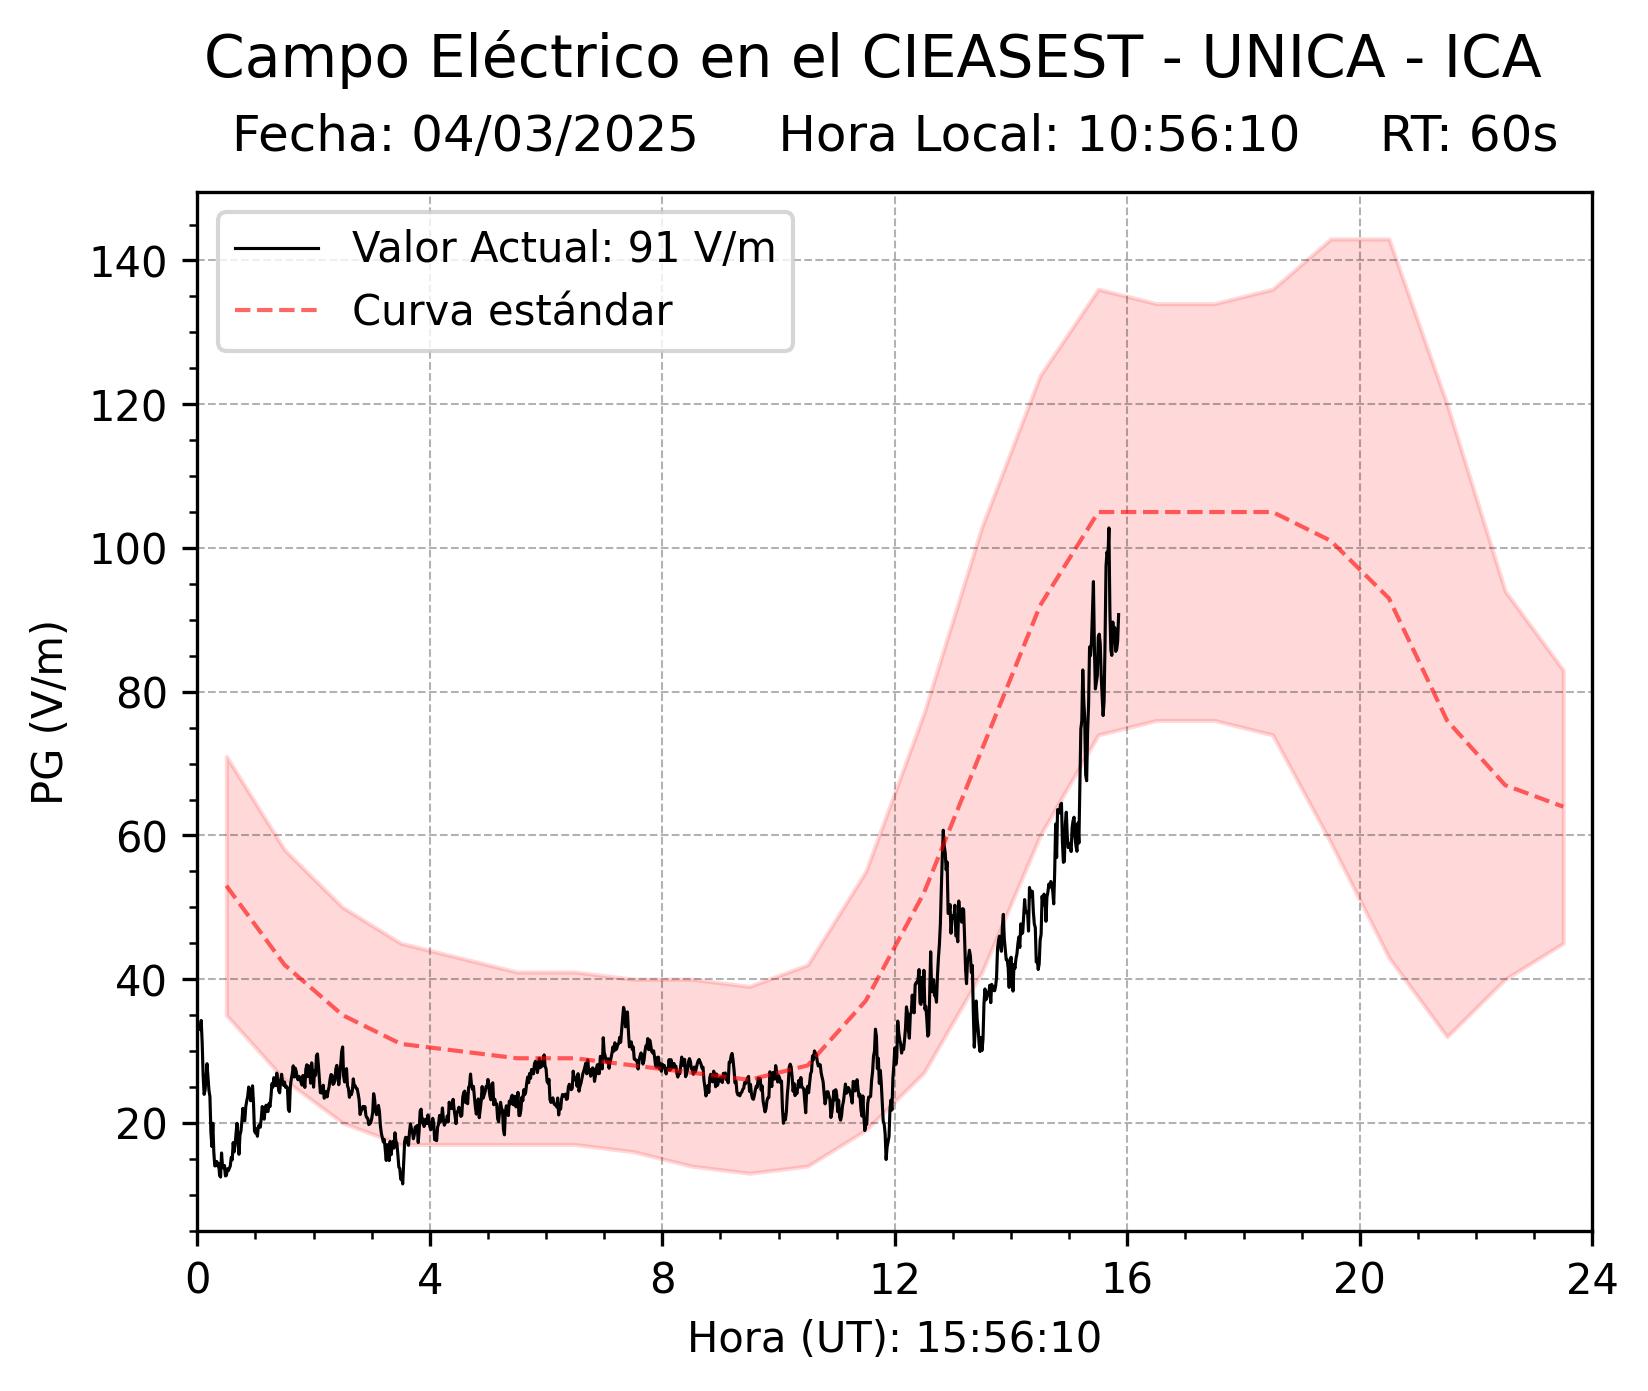 Campo Eléctrico en el CIEASEST - UNICA - ICA
Fecha: 04/03/2025 Hora Local: 10:56:10 RT: 60s
Valor Actual: 91 V/m
Curva estándar
PG (V/m)
140
120
100
80
60
40
20
0 4 8 12 16 20 24
Hora (UT): 15:56:10